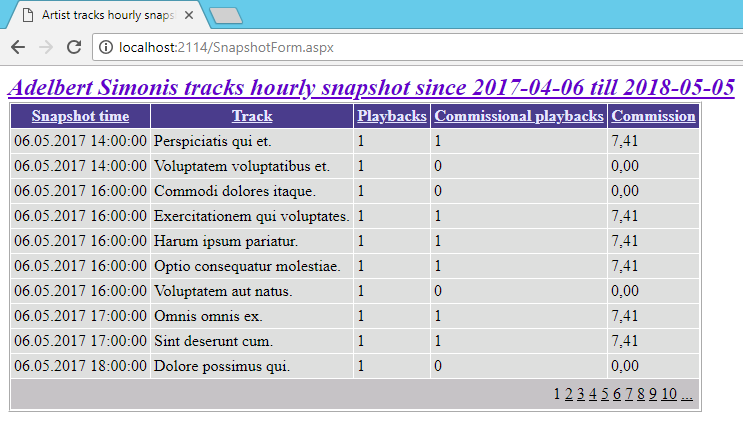 Artist tracks hourly snaps
localhost:2114/SnapshotForm.aspx
Adelbert Simonis tracks hourly snapshot since 2017-04-06 till 2018-05-05
Snapshot time Track Playbacks Commissional playbacks Commission
06.05.2017 14:00:00 Perspiciatis qui et. 1 1 7,41
06.05.2017 14:00:00 Voluptatem voluptatibus et. 1 0 0,00
06.05.2017 16:00:00 Commodi dolores itaque. 1 0 0,00
06.05.2017 16:00:00 Exercitationem qui voluptates. 1 1 7,41
06.05.2017 16:00:00 Harum ipsum pariatur. 1 1 7,41
06.05.2017 16:00:00 Optio consequatur molestiae. 1 1 7,41
06.05.2017 16:00:00 Voluptatem aut natus. 1 0 0,00
06.05.2017 17:00:00 Omnis omnis ex. 1 1 7,41
06.05.2017 17:00:00 Sint deserunt cum. 1 1 7,41
06.05.2017 18:00:00 Dolore possimus qui. 1 0 0,00
1 2 3 4 5 6 7 8 9 10 ...